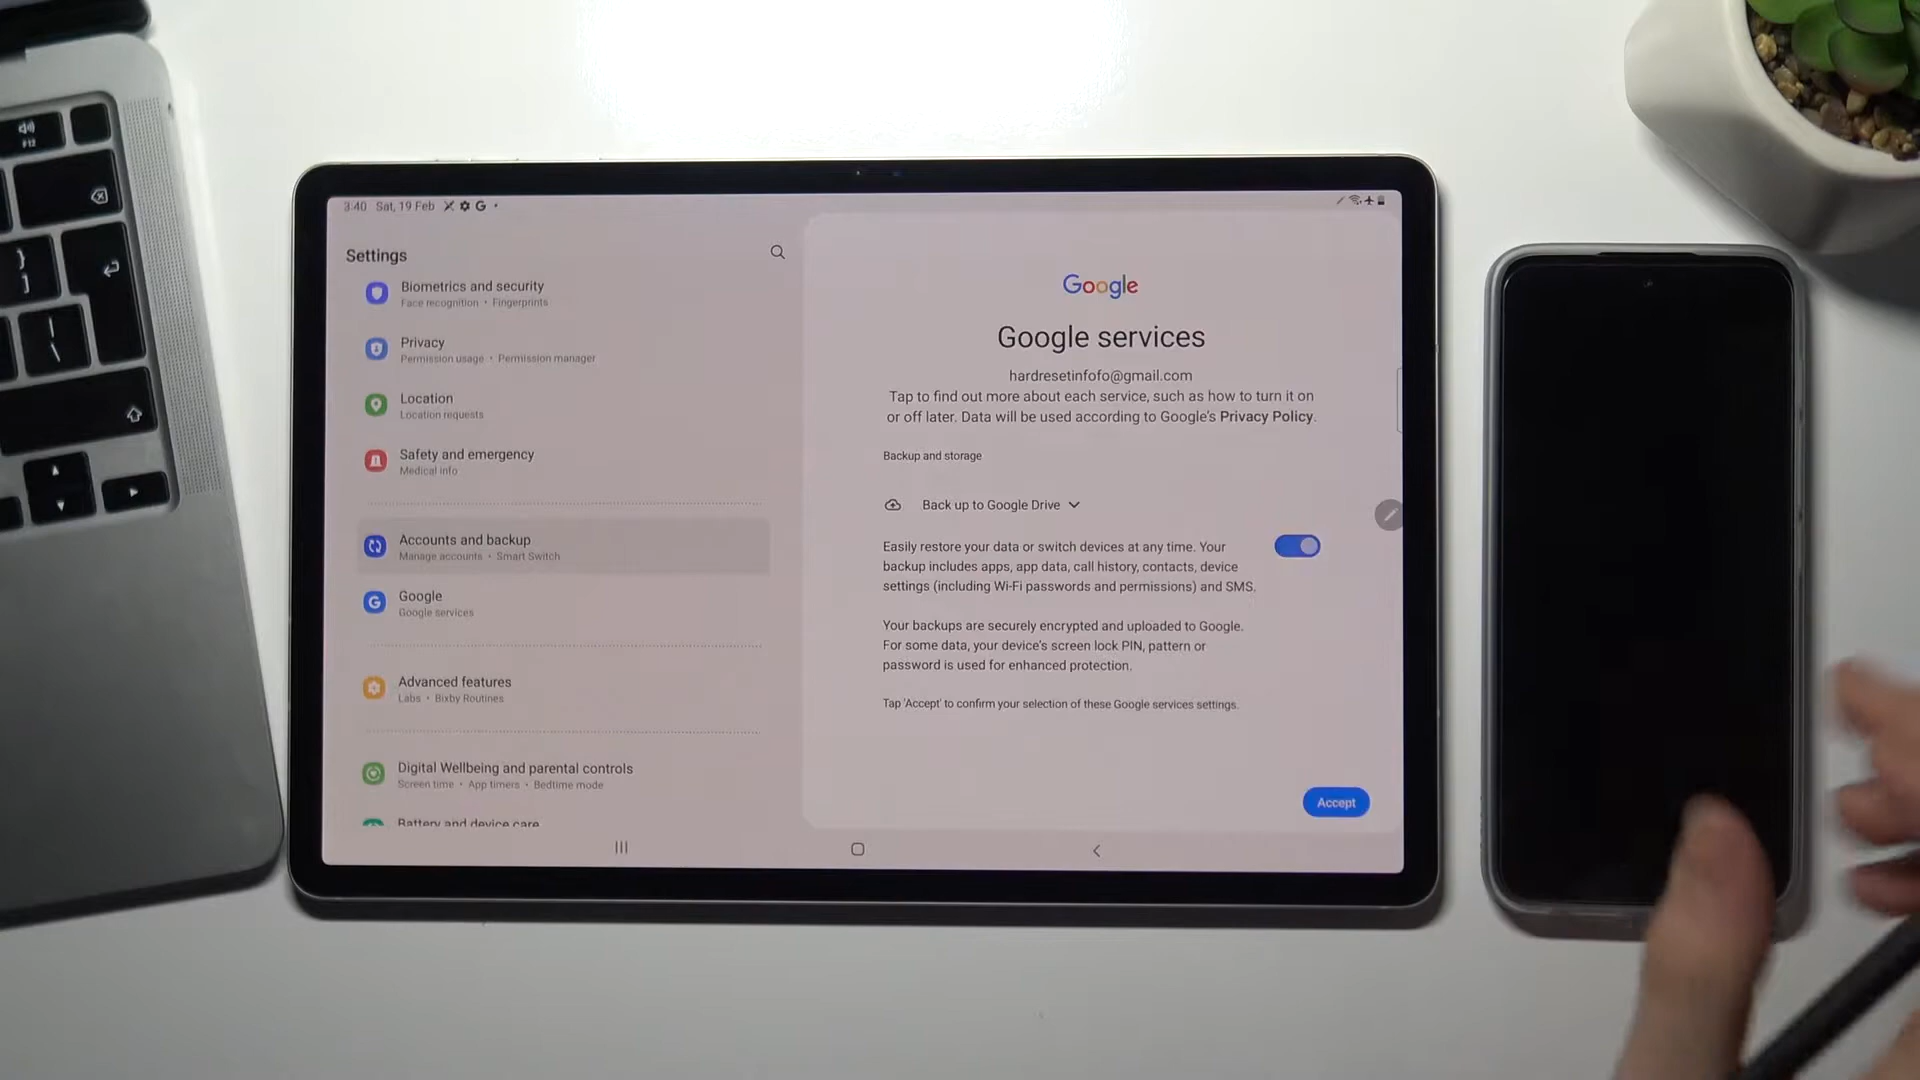 3:40 Sat, 19 Feb G
Settings
Biometrics and security
Face recognition • Fingerprints
Privacy
Permission usage • Permission manager
Location
Location requests
Safety and emergency
Medical info
Accounts and backup
Manage accounts • Smart Switch
Google
Google services
Advanced features
Labs • Bixby Routines
Digital Wellbeing and parental controls
Screen time • App timers • Bedtime mode
Battery and device care
Google
Google services
hardresetinfofo@gmail.com
Tap to find out more about each service, such as how to turn it on
or off later. Data will be used according to Google's Privacy Policy.
Backup and storage
Back up to Google Drive
Easily restore your data or switch devices at any time. Your
backup includes apps, app data, call history, contacts, device
settings (including Wi-Fi passwords and permissions) and SMS.
Your backups are securely encrypted and uploaded to Google.
For some data, your device's screen lock PIN, pattern or
password is used for enhanced protection.
Tap 'Accept' to confirm your selection of these Google services settings.
Accept
F12
}
]
|
\